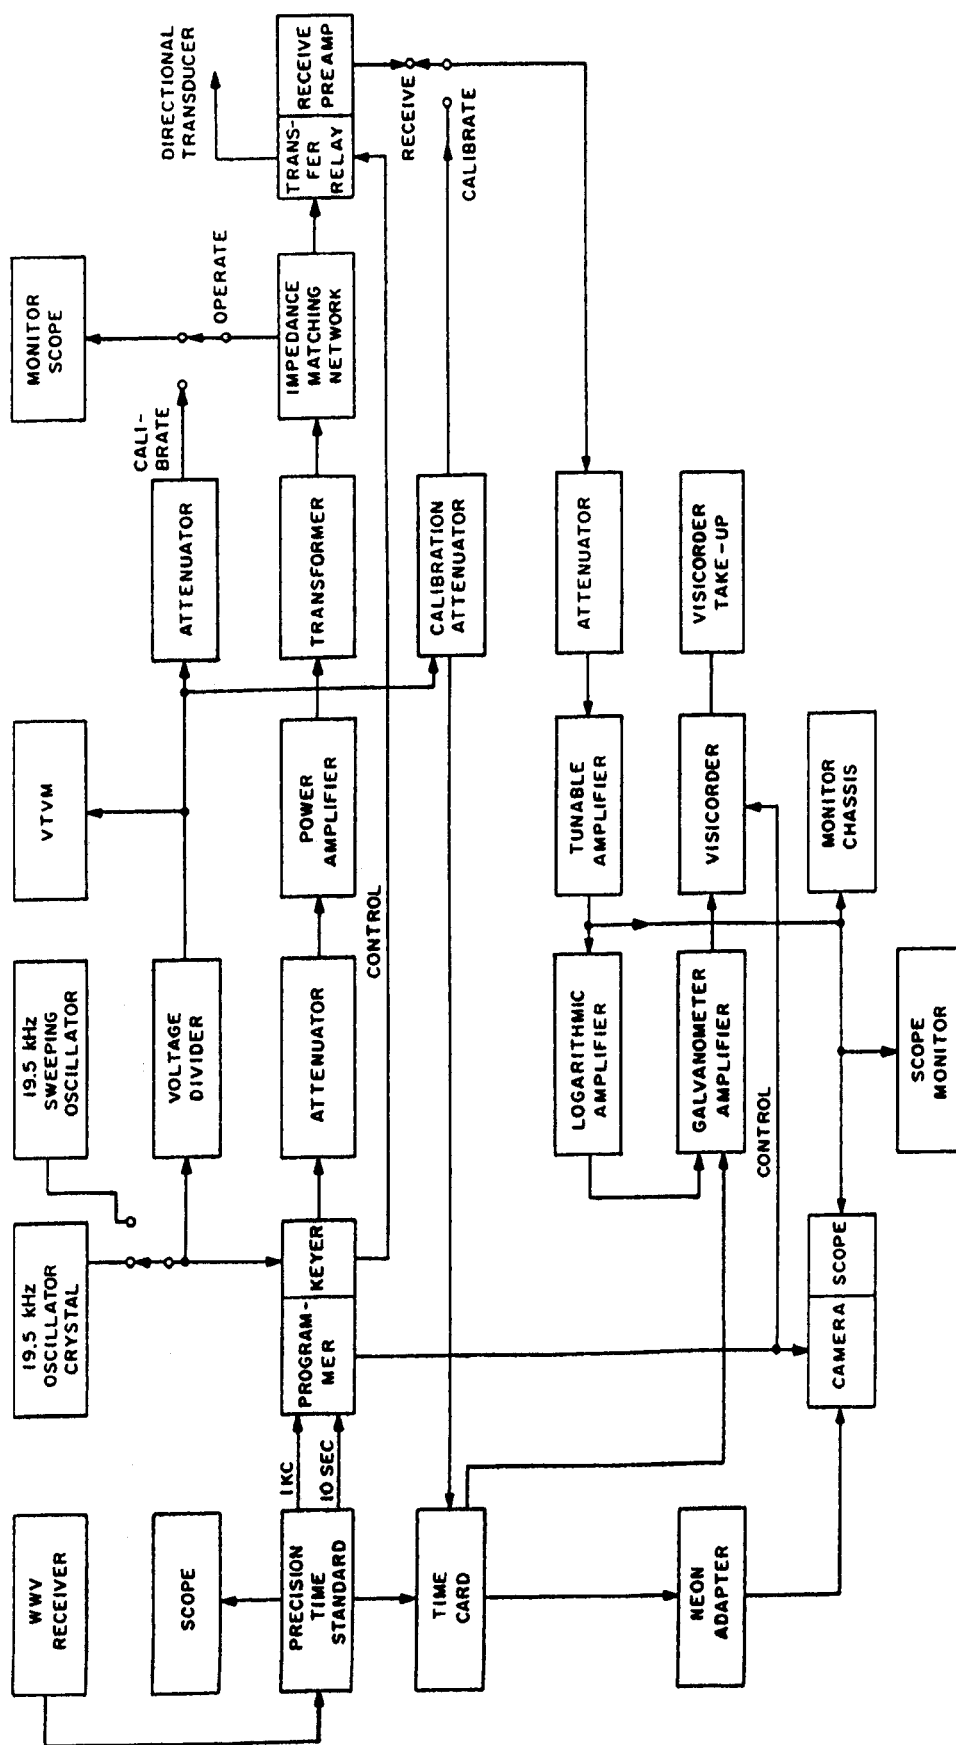 WWV
RECEIVER
19.5 kHz
OSCILLATOR
CRYSTAL
19.5 kHz
SWEEPING
OSCILLATOR
VTVM
MONITOR
SCOPE
SCOPE
VOLTAGE
DIVIDER
ATTENUATOR
CALI-
BRATE
OPERATE
DIRECTIONAL
TRANSDUCER
PRECISION
TIME
STANDARD
1 KC
10 SEC
PROGRAM-
MER
KEYER
ATTENUATOR
POWER
AMPLIFIER
TRANSFORMER
IMPEDANCE
MATCHING
NETWORK
TRANS-
FER
RELAY
RECEIVE
PREAMP
CONTROL
RECEIVE
CALIBRATE
TIME
CARD
CALIBRATION
ATTENUATOR
LOGARITHMIC
AMPLIFIER
TUNABLE
AMPLIFIER
ATTENUATOR
NEON
ADAPTER
GALVANOMETER
AMPLIFIER
VISICORDER
VISICORDER
TAKE-UP
CONTROL
CAMERA
SCOPE
MONITOR
CHASSIS
SCOPE
MONITOR